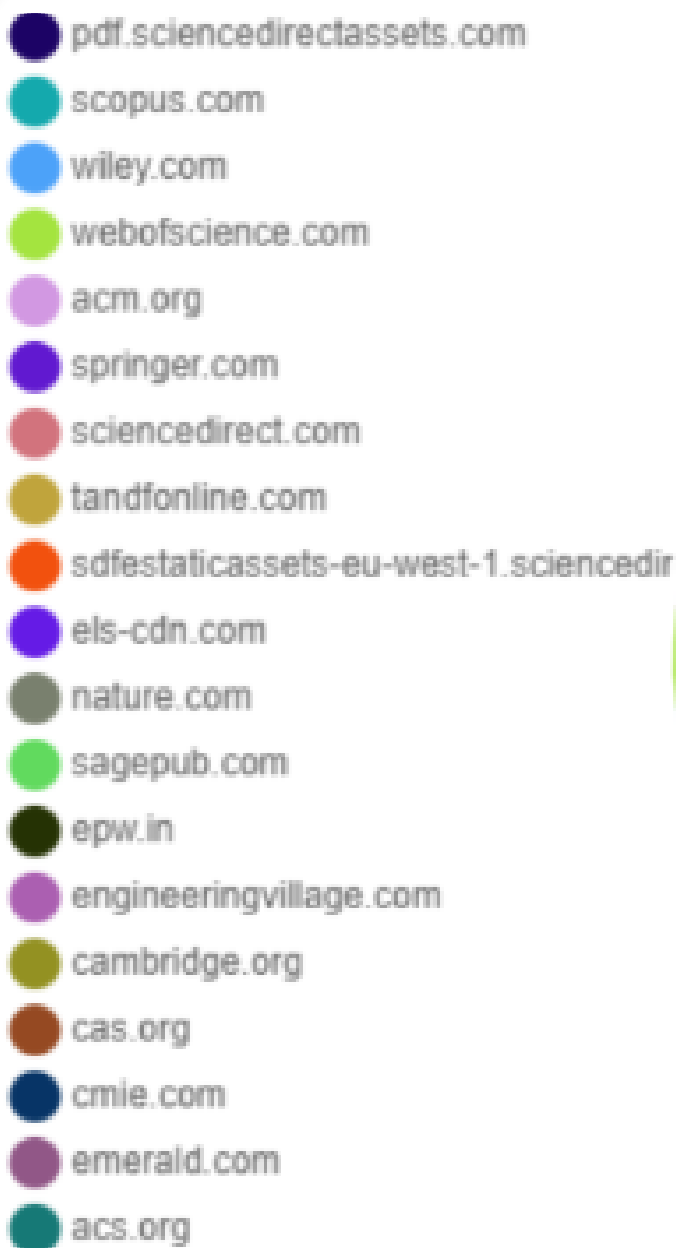 pdf.sciencedirectassets.com
scopus.com
wiley.com
webofscience.com
acm.org
springer.com
sciencedirect.com
tandfonline.com
sdfestaticassets-eu-west-1.sciencedir
els-cdn.com
nature.com
sagepub.com
epw.in
engineeringvillage.com
cambridge.org
cas.org
cmie.com
emerald.com
acs.org